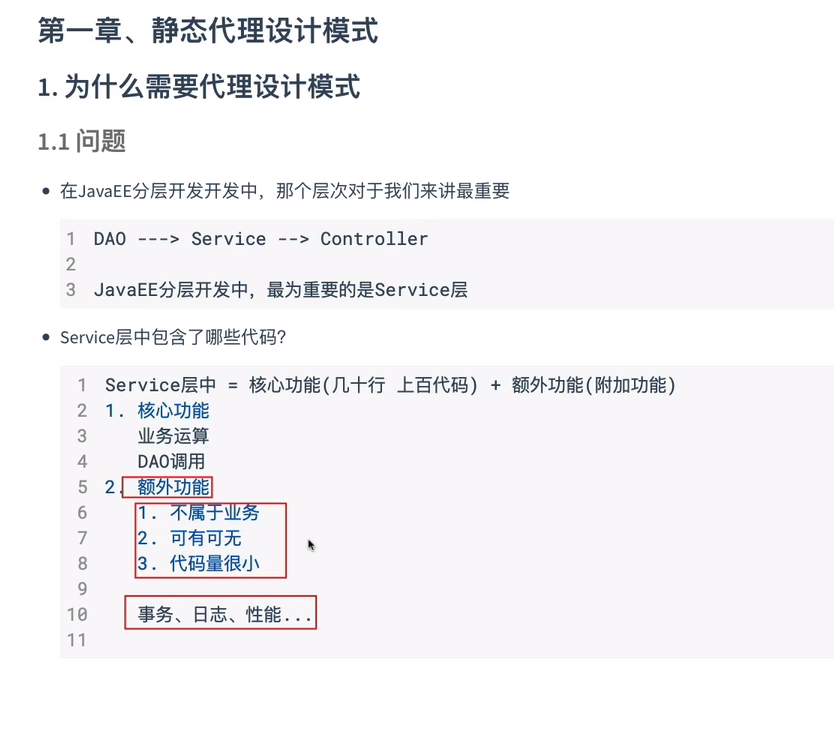 第一章、静态代理设计模式
1. 为什么需要代理设计模式
1.1 问题
• 在JavaEE分层开发开发中，那个层次对于我们来讲最重要
1 DAO ---> Service --> Controller
2
3 JavaEE分层开发中，最为重要的是Service层
• Service层中包含了哪些代码？
1 Service层中 = 核心功能(几十行 上百代码) + 额外功能(附加功能)
2 1. 核心功能
3 业务运算
4 DAO调用
5 2. 额外功能
6 1. 不属于业务
7 2. 可有可无
8 3. 代码量很小
9
10 事务、日志、性能...
11